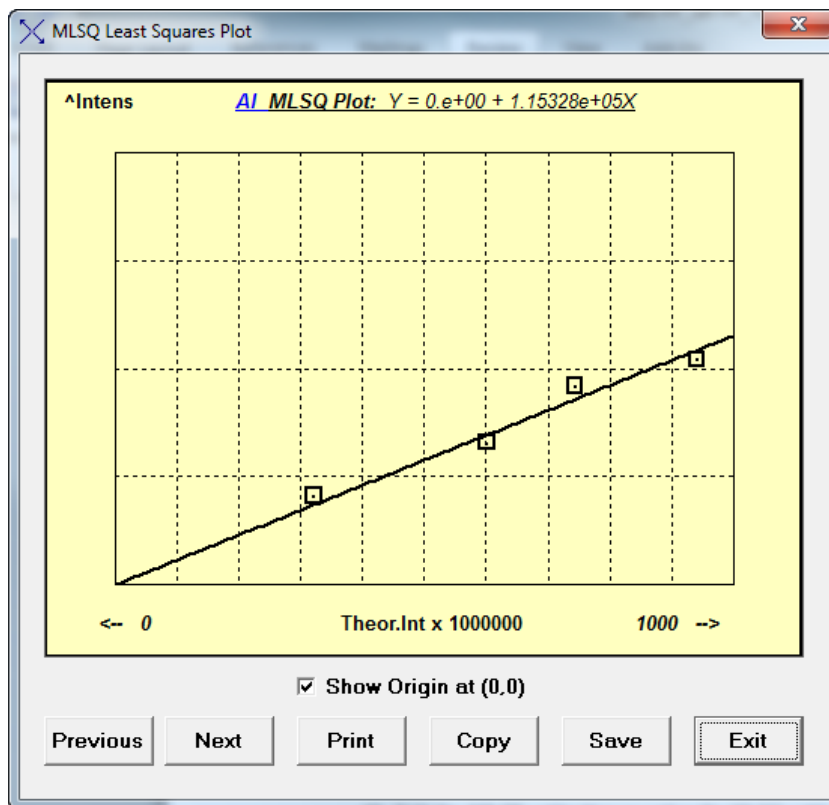 MLSQ Least Squares Plot
^Intens Al MLSQ Plot: Y = 0.e+00 + 1.15328e+05X
<-- 0 Theor.Int x 1000000 1000 -->
Show Origin at (0,0)
Previous Next Print Copy Save Exit